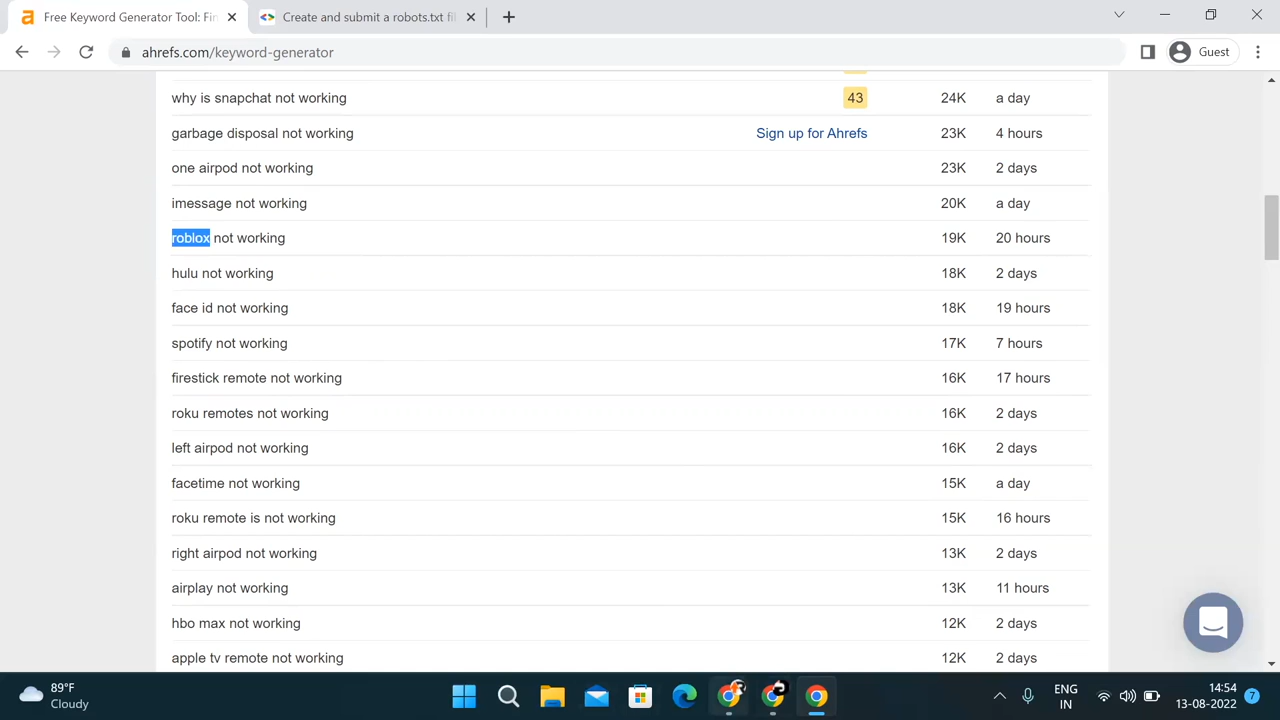 Free Keyword Generator Tool: Fin
Create and submit a robots.txt fil
ahrefs.com/keyword-generator
Guest
why is snapchat not working 43 24K a day
garbage disposal not working Sign up for Ahrefs 23K 4 hours
one airpod not working 23K 2 days
imessage not working 20K a day
roblox not working 19K 20 hours
hulu not working 18K 2 days
face id not working 18K 19 hours
spotify not working 17K 7 hours
firestick remote not working 16K 17 hours
roku remotes not working 16K 2 days
left airpod not working 16K 2 days
facetime not working 15K a day
roku remote is not working 15K 16 hours
right airpod not working 13K 2 days
airplay not working 13K 11 hours
hbo max not working 12K 2 days
apple tv remote not working 12K 2 days
89°F
Cloudy
ENG
IN
14:54
13-08-2022
7